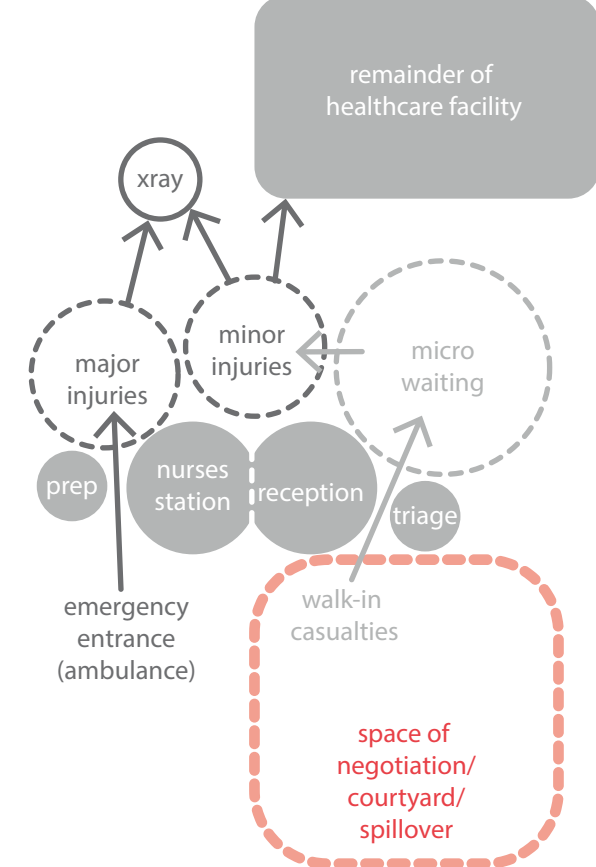 remainder of
healthcare facility
xray
minor
injuries
micro
waiting
major
injuries
prep
nurses
station
reception
triage
emergency
entrance
(ambulance)
walk-in
casualties
space of
negotiation/
courtyard/
spillover